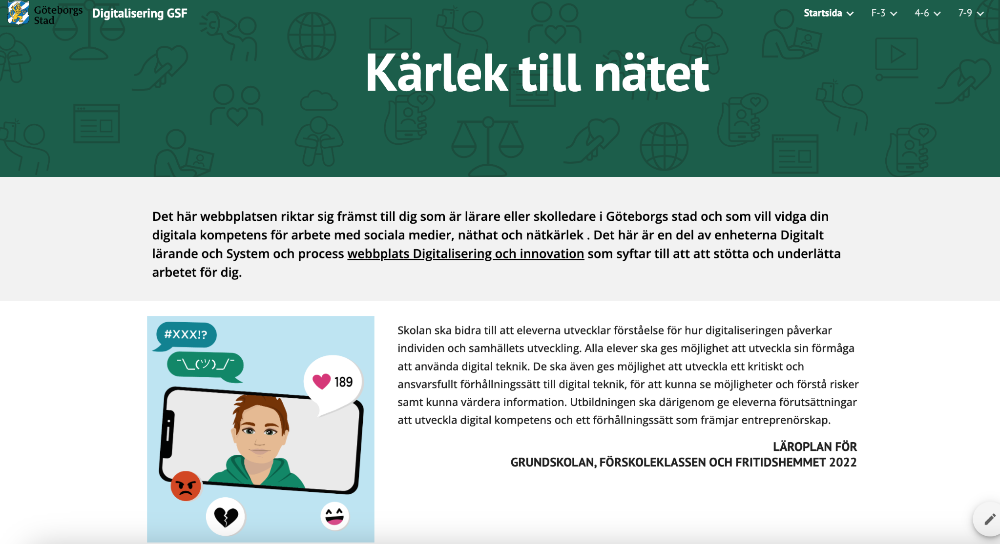 Göteborgs
Stad
Digitalisering GSF
Startsida
F-3
4-6
7-9
Kärlek till nätet
Det här webbplatsen riktar sig främst till dig som är lärare eller skolledare i Göteborgs stad och som vill vidga din
digitala kompetens för arbete med sociala medier, näthat och nätkärlek . Det här är en del av enheterna Digitalt
lärande och System och process webbplats Digitalisering och innovation som syftar till att att stötta och underlätta
arbetet för dig.
#XXX!?
¯\_(ツ)_/¯
189
Skolan ska bidra till att eleverna utvecklar förståelse för hur digitaliseringen påverkar
individen och samhällets utveckling. Alla elever ska ges möjlighet att utveckla sin förmåga
att använda digital teknik. De ska även ges möjlighet att utveckla ett kritiskt och
ansvarsfullt förhållningssätt till digital teknik, för att kunna se möjligheter och förstå risker
samt kunna värdera information. Utbildningen ska därigenom ge eleverna förutsättningar
att utveckla digital kompetens och ett förhållningssätt som främjar entreprenörskap.
LÄROPLAN FÖR
GRUNDSKOLAN, FÖRSKOLEKLASSEN OCH FRITIDSHEMMET 2022